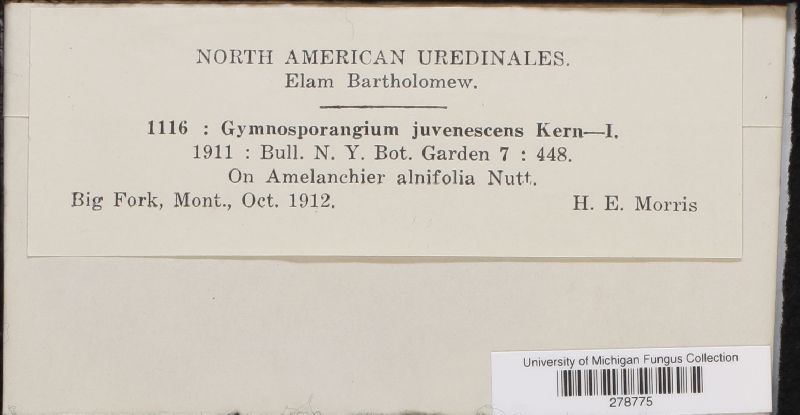 NORTH AMERICAN UREDINALES.
Elam Bartholomew.
1116 : Gymnosporangium juvenescens Kern—I.
1911 : Bull. N. Y. Bot. Garden 7 : 448.
On Amelanchier alnifolia Nutt.
Big Fork, Mont., Oct. 1912. H. E. Morris
University of Michigan Fungus Collection
278775